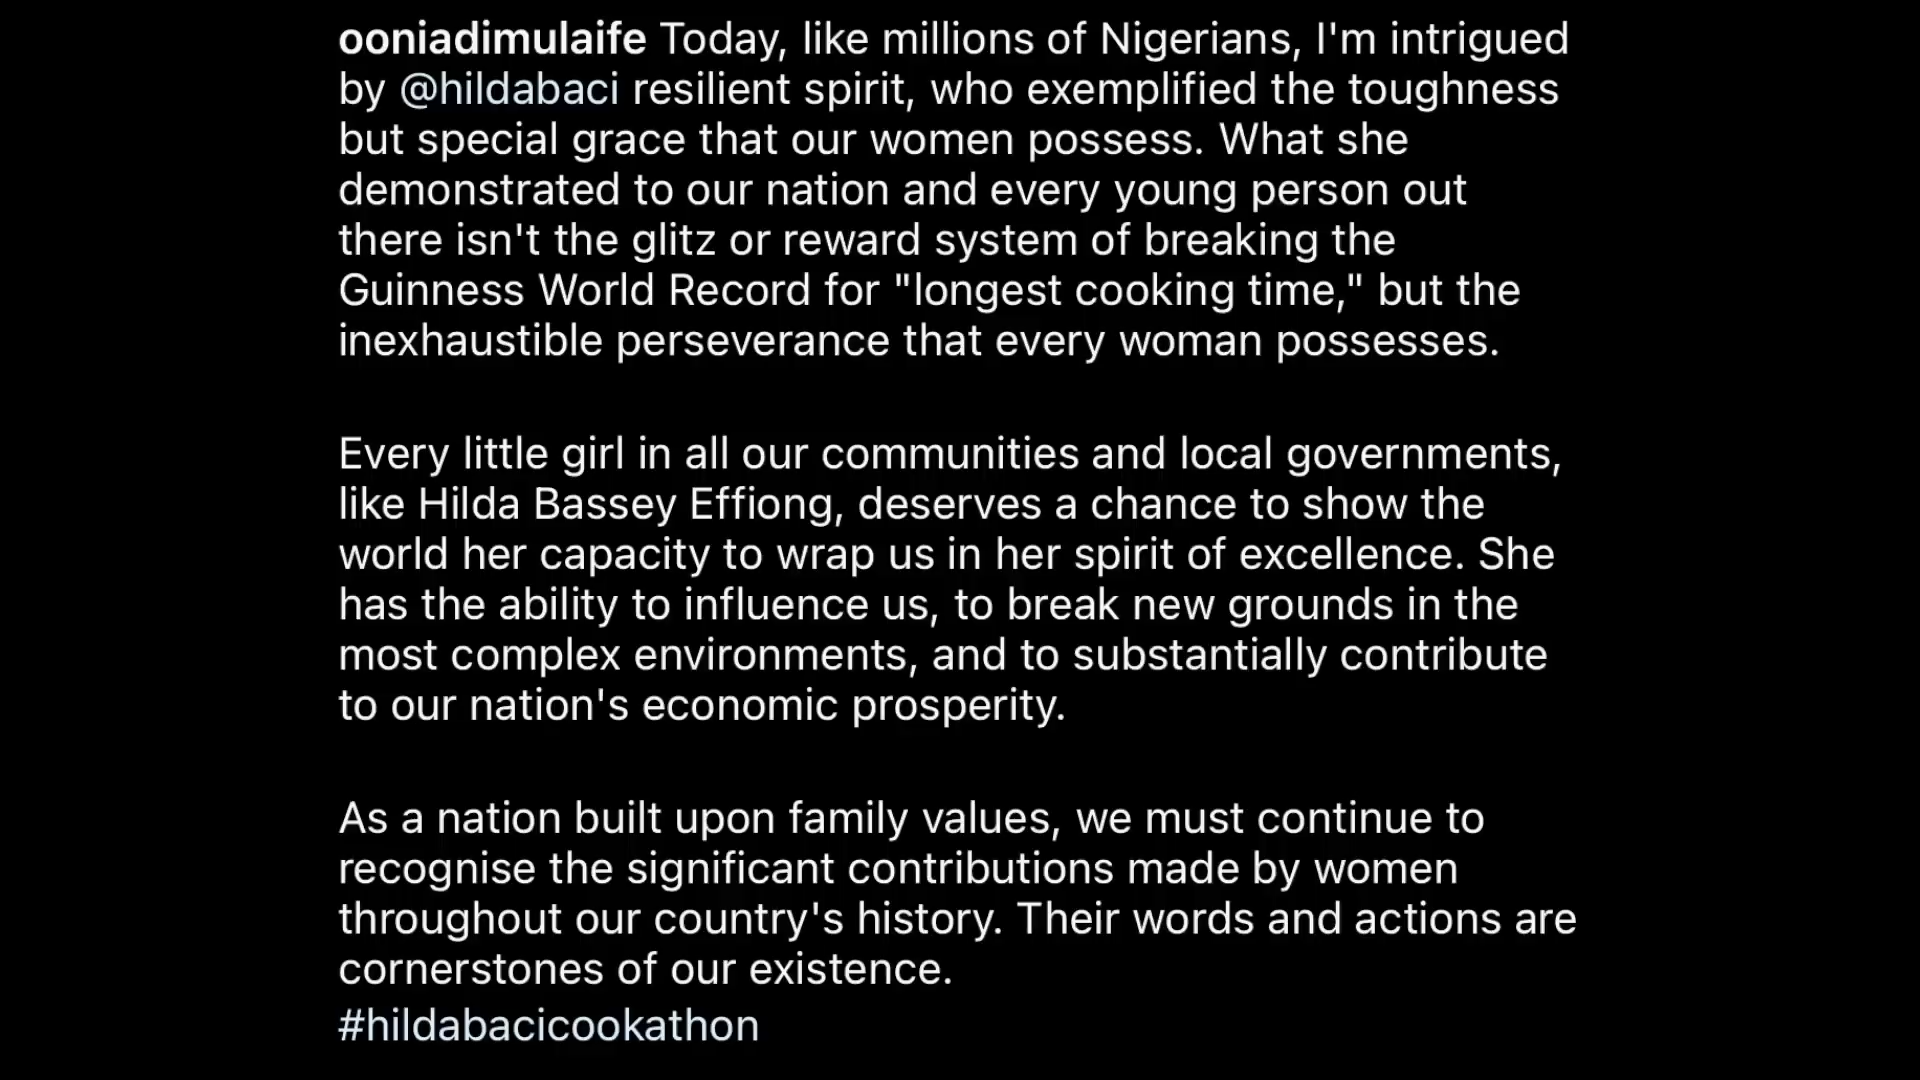 ooniadimulaife Today, like millions of Nigerians, I'm intrigued
by @hildabaci resilient spirit, who exemplified the toughness
but special grace that our women possess. What she
demonstrated to our nation and every young person out
there isn't the glitz or reward system of breaking the
Guinness World Record for "longest cooking time," but the
inexhaustible perseverance that every woman possesses.
Every little girl in all our communities and local governments,
like Hilda Bassey Effiong, deserves a chance to show the
world her capacity to wrap us in her spirit of excellence. She
has the ability to influence us, to break new grounds in the
most complex environments, and to substantially contribute
to our nation's economic prosperity.
As a nation built upon family values, we must continue to
recognise the significant contributions made by women
throughout our country's history. Their words and actions are
cornerstones of our existence.
#hildabacicookathon